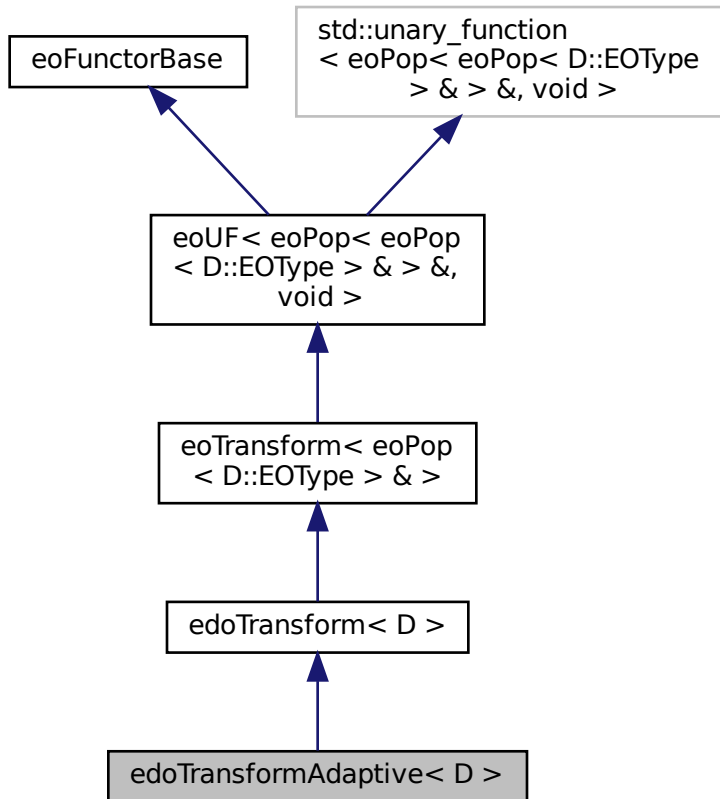 eoFunctorBase
std::unary_function
< eoPop< eoPop< D::EOType
> & > &, void >
eoUF< eoPop< eoPop
< D::EOType > & > &,
void >
eoTransform< eoPop
< D::EOType > & >
edoTransform< D >
edoTransformAdaptive< D >